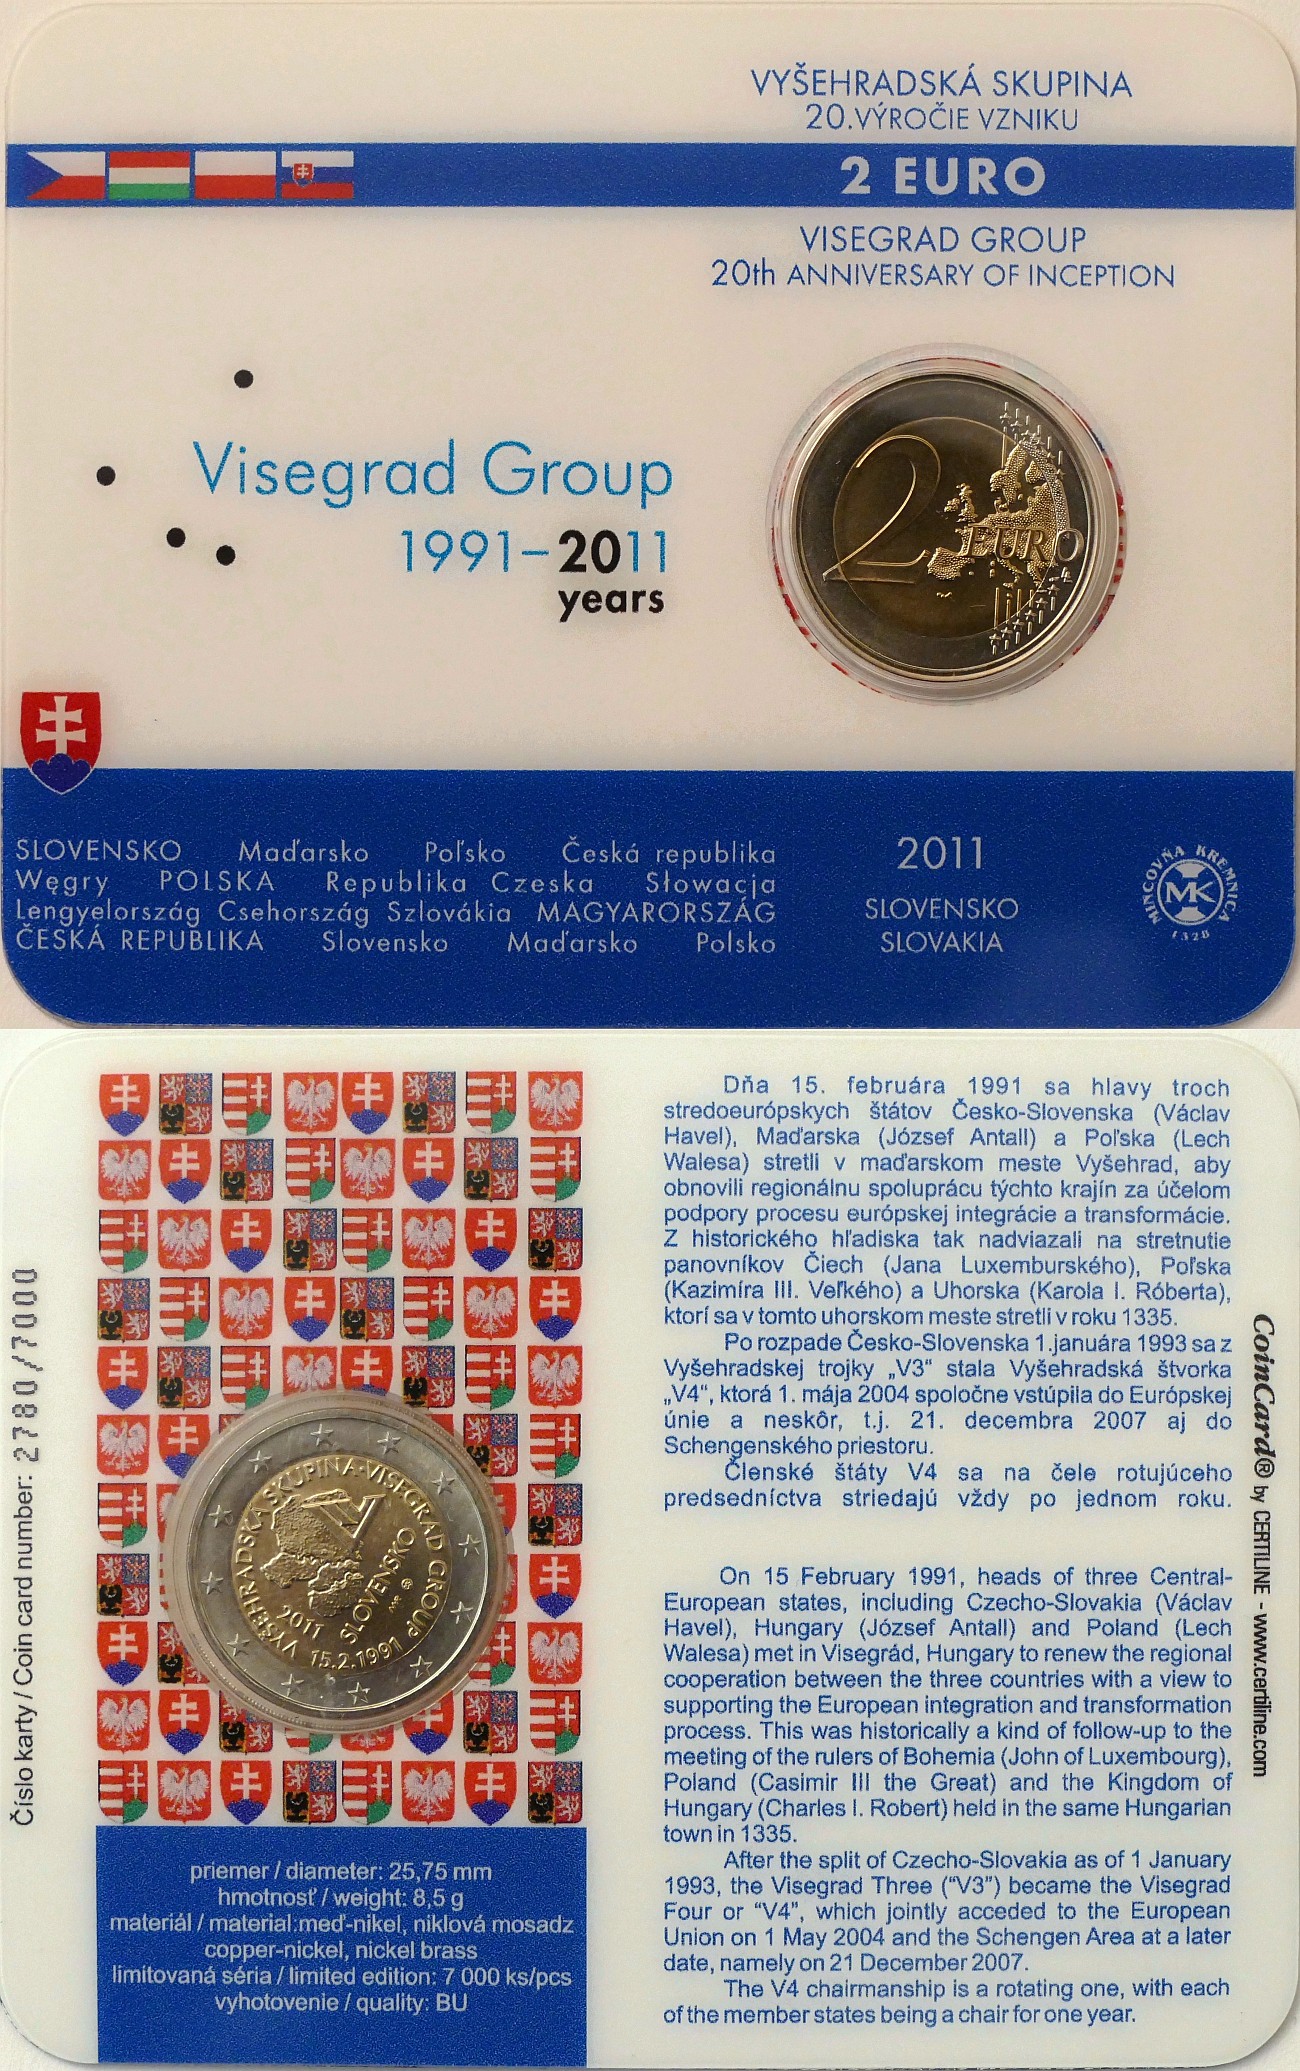 VYŠEHRADSKÁ SKUPINA
20.VÝROČIE VZNIKU
2 EURO
VISEGRAD GROUP
20th ANNIVERSARY OF INCEPTION
Visegrad Group
1991–2011
years
2 EURO
SLOVENSKO Maďarsko Poľsko Česká republika
Węgry POLSKA Republika Czeska Słowacja
Lengyelország Csehország Szlovákia MAGYARORSZÁG
ČESKÁ REPUBLIKA Slovensko Maďarsko Polsko
2011
SLOVENSKO
SLOVAKIA
MINCOVŇA KREMNICA
MK
1328
Číslo karty / Coin card number: 2780/7000
VYŠEHRADSKÁ SKUPINA·VISEGRAD GROUP
2011
SLOVENSKO
15.2.1991
priemer / diameter: 25,75 mm
hmotnosť / weight: 8,5 g
materiál / material:meď-nikel, niklová mosadz
copper-nickel, nickel brass
limitovaná séria / limited edition: 7 000 ks/pcs
vyhotovenie / quality: BU
Dňa 15. februára 1991 sa hlavy troch
stredoeurópskych štátov Česko-Slovenska (Václav
Havel), Maďarska (József Antall) a Poľska (Lech
Walesa) stretli v maďarskom meste Vyšehrad, aby
obnovili regionálnu spoluprácu týchto krajín za účelom
podpory procesu európskej integrácie a transformácie.
Z historického hľadiska tak nadviazali na stretnutie
panovníkov Čiech (Jana Luxemburského), Poľska
(Kazimíra III. Veľkého) a Uhorska (Karola I. Róberta),
ktorí sa v tomto uhorskom meste stretli v roku 1335.
Po rozpade Česko-Slovenska 1.januára 1993 sa z
Vyšehradskej trojky „V3“ stala Vyšehradská štvorka
„V4“, ktorá 1. mája 2004 spoločne vstúpila do Európskej
únie a neskôr, t.j. 21. decembra 2007 aj do
Schengenského priestoru.
Členské štáty V4 sa na čele rotujúceho
predsedníctva striedajú vždy po jednom roku.
On 15 February 1991, heads of three Central-
European states, including Czecho-Slovakia (Václav
Havel), Hungary (József Antall) and Poland (Lech
Walesa) met in Visegrád, Hungary to renew the regional
cooperation between the three countries with a view to
supporting the European integration and transformation
process. This was historically a kind of follow-up to the
meeting of the rulers of Bohemia (John of Luxembourg),
Poland (Casimir III the Great) and the Kingdom of
Hungary (Charles I. Robert) held in the same Hungarian
town in 1335.
After the split of Czecho-Slovakia as of 1 January
1993, the Visegrad Three (“V3”) became the Visegrad
Four or “V4”, which jointly acceded to the European
Union on 1 May 2004 and the Schengen Area at a later
date, namely on 21 December 2007.
The V4 chairmanship is a rotating one, with each
of the member states being a chair for one year.
CoinCard® by CERTILINE - www.certiline.com